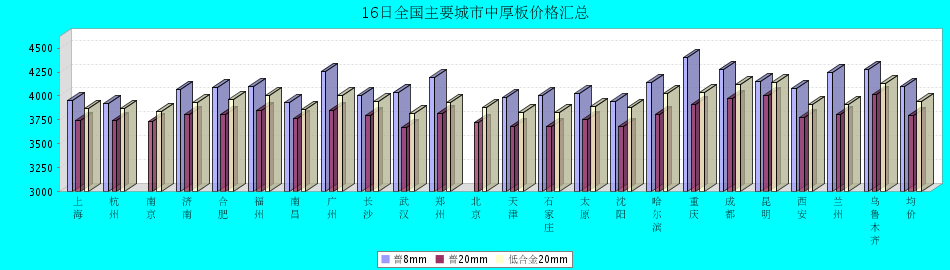 16日全国主要城市中厚板价格汇总
4500
4250
4000
3750
3500
3250
3000
上海 杭州 南京 济南 合肥 福州 南昌 广州 长沙 武汉 郑州 北京 天津 石家庄 太原 沈阳 哈尔滨 重庆 成都 昆明 西安 兰州 乌鲁木齐 均价
普8mm 普20mm 低合金20mm